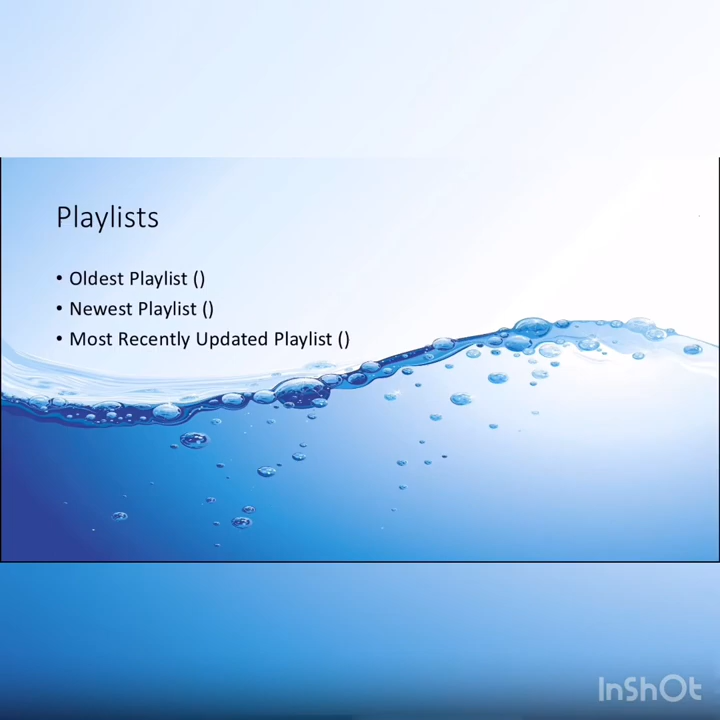 Playlists
• Oldest Playlist ()
• Newest Playlist ()
• Most Recently Updated Playlist ()
InShOt